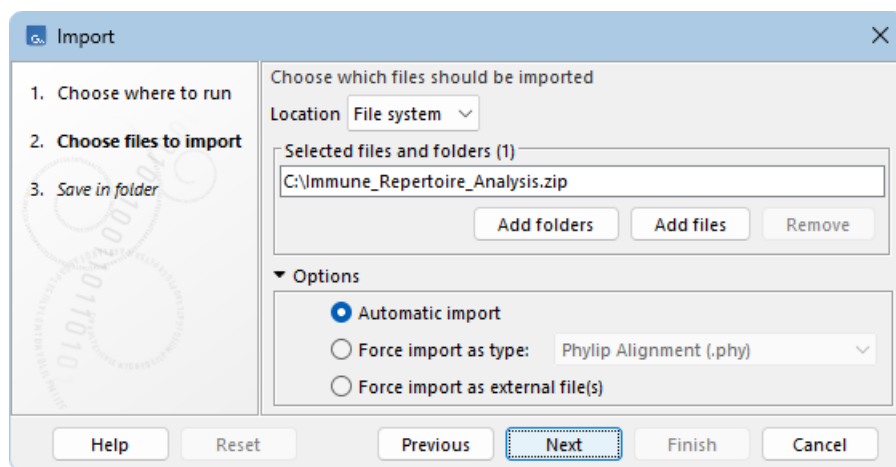 Import
1. Choose where to run
2. Choose files to import
3. Save in folder
Choose which files should be imported
Location File system
Selected files and folders (1)
C:\Immune_Repertoire_Analysis.zip
Add folders Add files Remove
Options
Automatic import
Force import as type: Phylip Alignment (.phy)
Force import as external file(s)
Help Reset Previous Next Finish Cancel